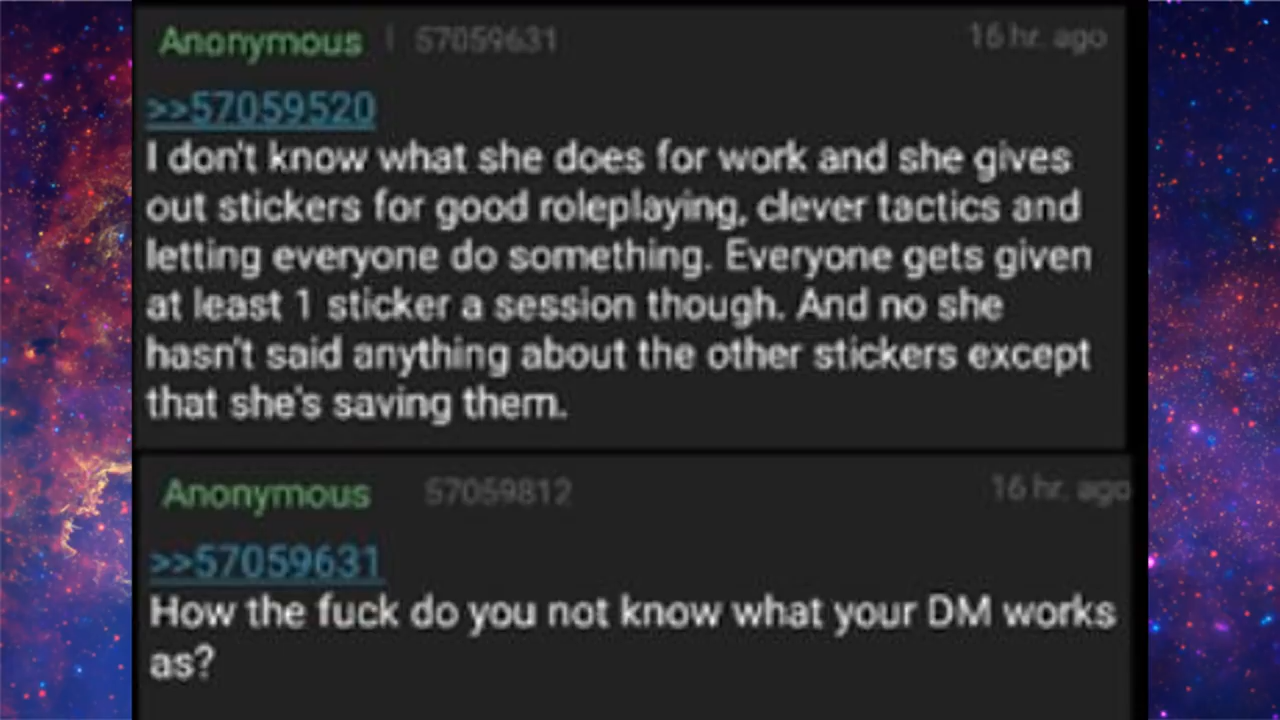 Anonymous | 57059631 16 hr. ago
>>57059520
I don't know what she does for work and she gives
out stickers for good roleplaying, clever tactics and
letting everyone do something. Everyone gets given
at least 1 sticker a session though. And no she
hasn't said anything about the other stickers except
that she's saving them.
Anonymous 57059812 16 hr. ago
>>57059631
How the fuck do you not know what your DM works
as?